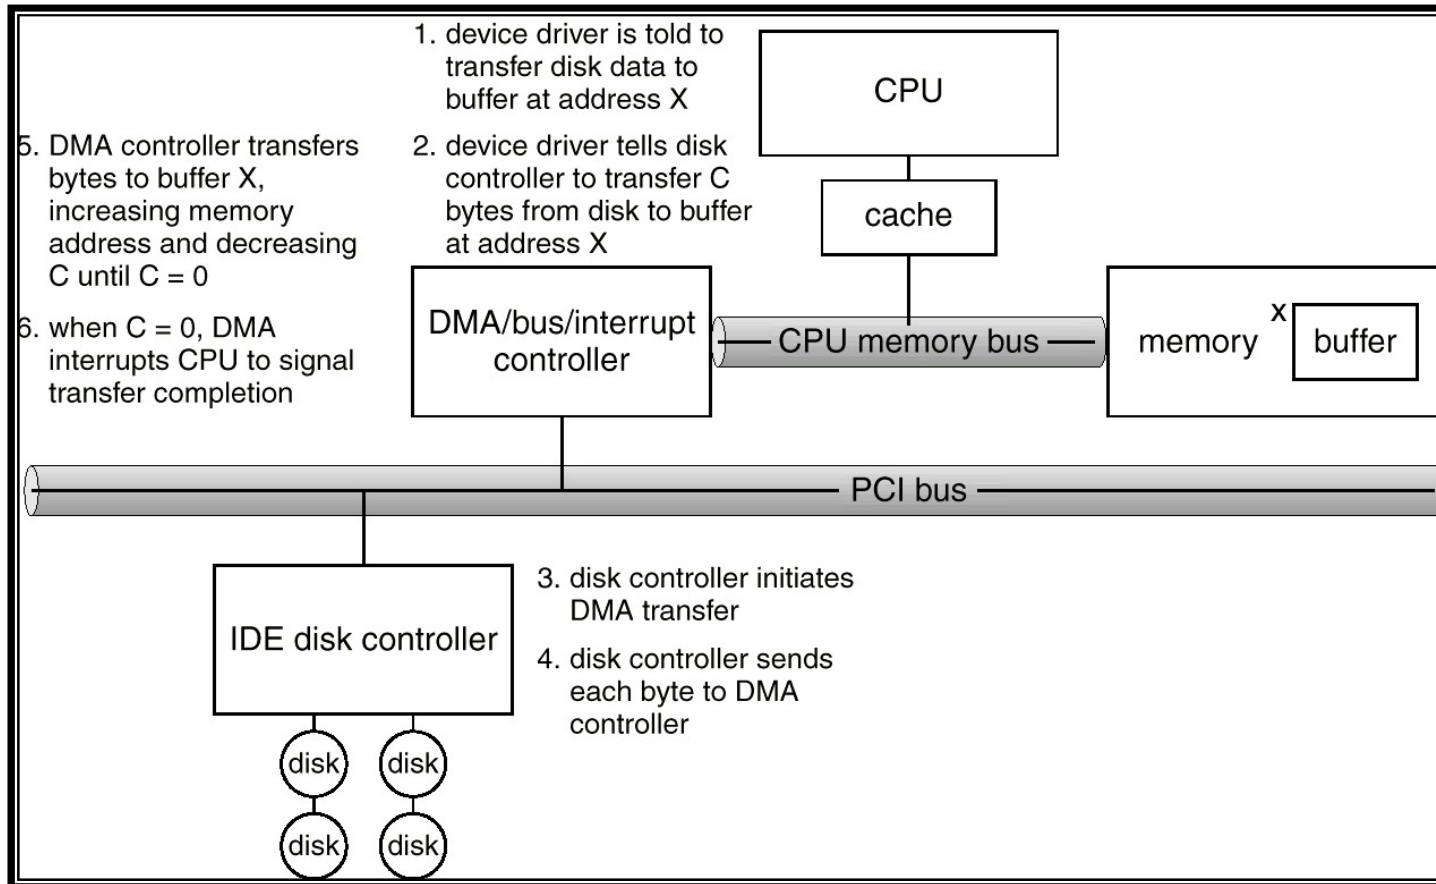 1. device driver is told to
transfer disk data to
buffer at address X
2. device driver tells disk
controller to transfer C
bytes from disk to buffer
at address X
CPU
cache
5. DMA controller transfers
bytes to buffer X,
increasing memory
address and decreasing
C until C = 0
6. when C = 0, DMA
interrupts CPU to signal
transfer completion
DMA/bus/interrupt
controller
CPU memory bus
memory
x
buffer
PCI bus
IDE disk controller
3. disk controller initiates
DMA transfer
4. disk controller sends
each byte to DMA
controller
disk
disk
disk
disk